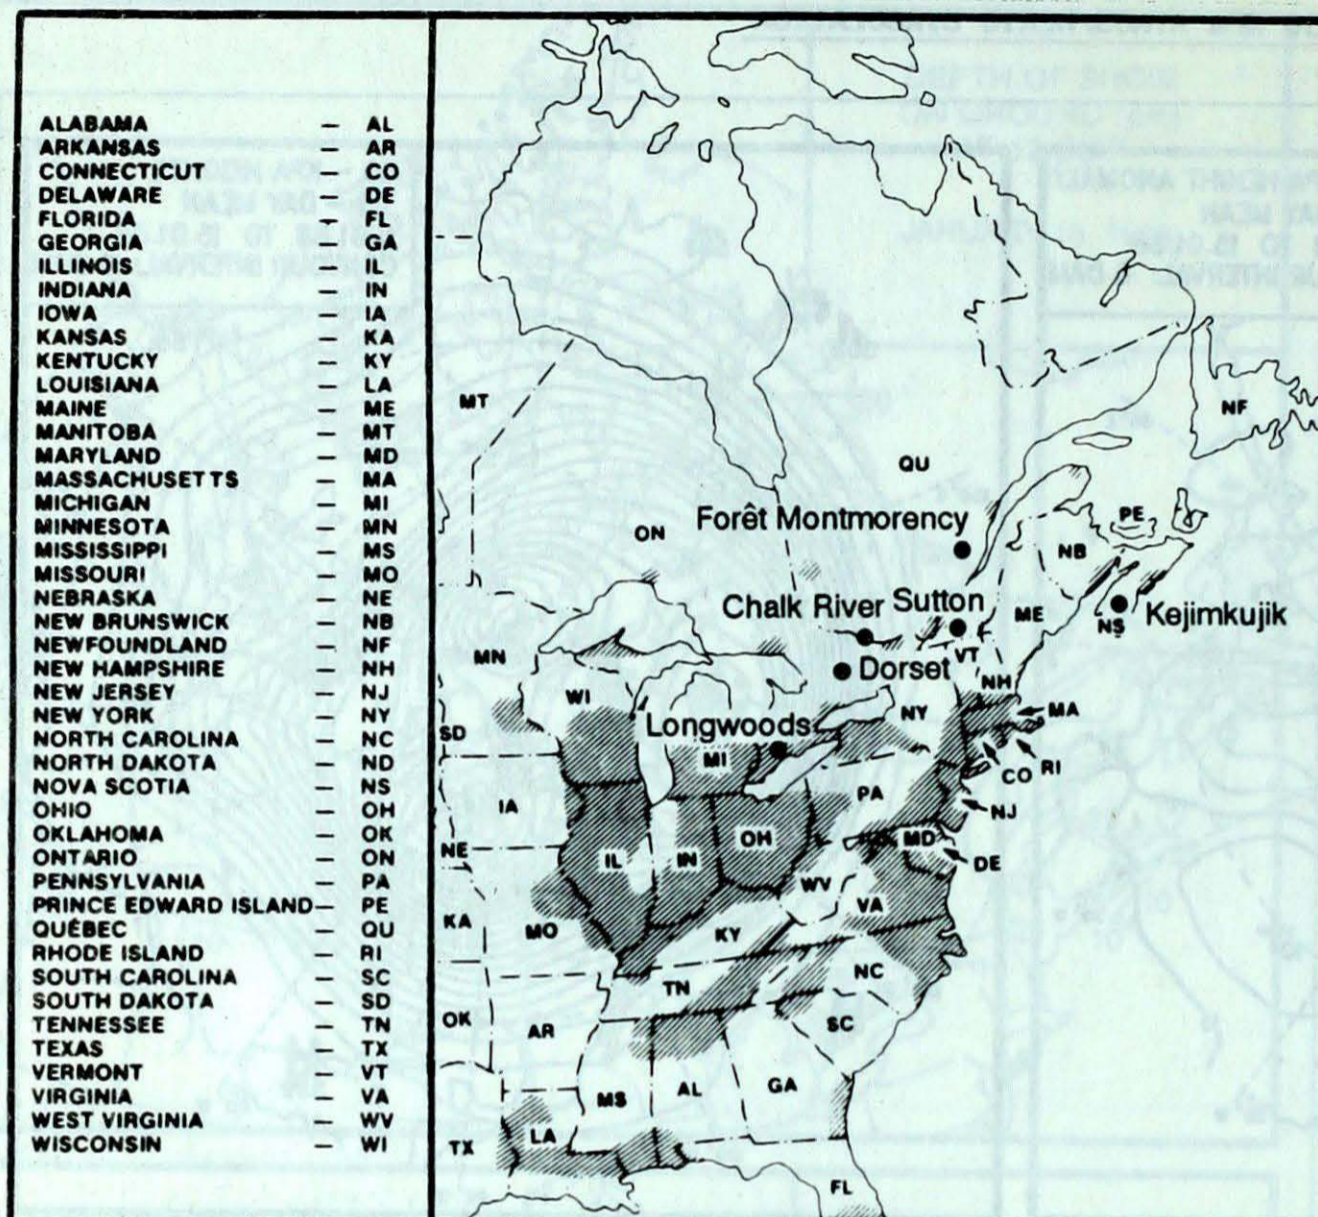 ALABAMA – AL
ARKANSAS – AR
CONNECTICUT – CO
DELAWARE – DE
FLORIDA – FL
GEORGIA – GA
ILLINOIS – IL
INDIANA – IN
IOWA – IA
KANSAS – KA
KENTUCKY – KY
LOUISIANA – LA
MAINE – ME
MANITOBA – MT
MARYLAND – MD
MASSACHUSETTS – MA
MICHIGAN – MI
MINNESOTA – MN
MISSISSIPPI – MS
MISSOURI – MO
NEBRASKA – NE
NEW BRUNSWICK – NB
NEWFOUNDLAND – NF
NEW HAMPSHIRE – NH
NEW JERSEY – NJ
NEW YORK – NY
NORTH CAROLINA – NC
NORTH DAKOTA – ND
NOVA SCOTIA – NS
OHIO – OH
OKLAHOMA – OK
ONTARIO – ON
PENNSYLVANIA – PA
PRINCE EDWARD ISLAND – PE
QUÉBEC – QU
RHODE ISLAND – RI
SOUTH CAROLINA – SC
SOUTH DAKOTA – SD
TENNESSEE – TN
TEXAS – TX
VERMONT – VT
VIRGINIA – VA
WEST VIRGINIA – WV
WISCONSIN – WI
MT
NF
QU
Forêt Montmorency
PE
ON
NB
Chalk River
Sutton
ME
NS
Kejimkujik
MN
VT
Dorset
NH
WI
NY
MA
SD
Longwoods
MI
RI
CO
IA
PA
NJ
OH
MD
NE
IL
IN
DE
WV
VA
KA
MO
KY
NC
TN
OK
AR
SC
GA
MS
AL
LA
TX
FL